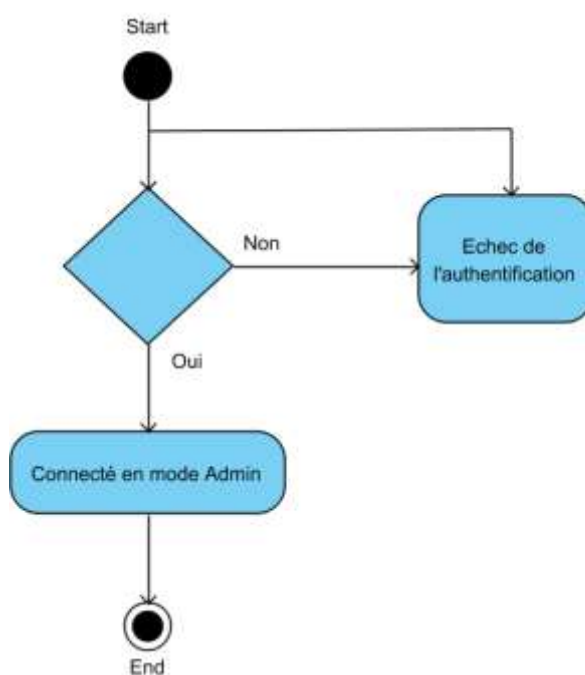 Start
Non
Echec de
l'authentification
Oui
Connecté en mode Admin
End